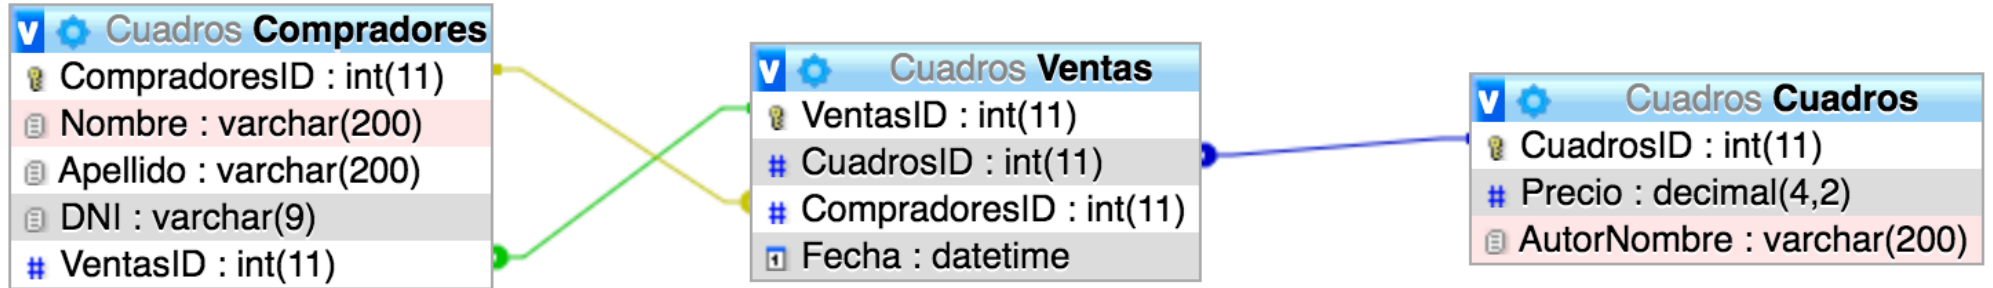 Cuadros Compradores
CompradoresID : int(11)
Nombre : varchar(200)
Apellido : varchar(200)
DNI : varchar(9)
VentasID : int(11)
Cuadros Ventas
VentasID : int(11)
CuadrosID : int(11)
CompradoresID : int(11)
Fecha : datetime
Cuadros Cuadros
CuadrosID : int(11)
Precio : decimal(4,2)
AutorNombre : varchar(200)